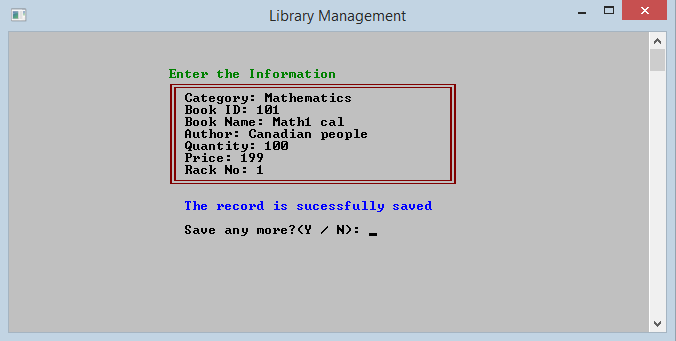 Library Management
Enter the Information
Category: Mathematics
Book ID: 101
Book Name: Math1 cal
Author: Canadian people
Quantity: 100
Price: 199
Rack No: 1
The record is sucessfully saved
Save any more?(Y / N): _